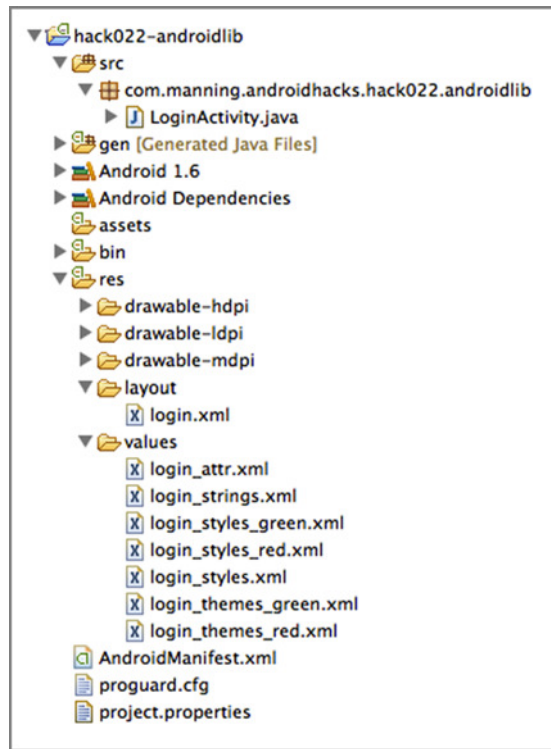 hack022-androidlib
src
com.manning.androidhacks.hack022.androidlib
J LoginActivity.java
gen [Generated Java Files]
Android 1.6
Android Dependencies
assets
bin
res
drawable-hdpi
drawable-ldpi
drawable-mdpi
layout
X login.xml
values
X login_attr.xml
X login_strings.xml
X login_styles_green.xml
X login_styles_red.xml
X login_styles.xml
X login_themes_green.xml
X login_themes_red.xml
AndroidManifest.xml
proguard.cfg
project.properties